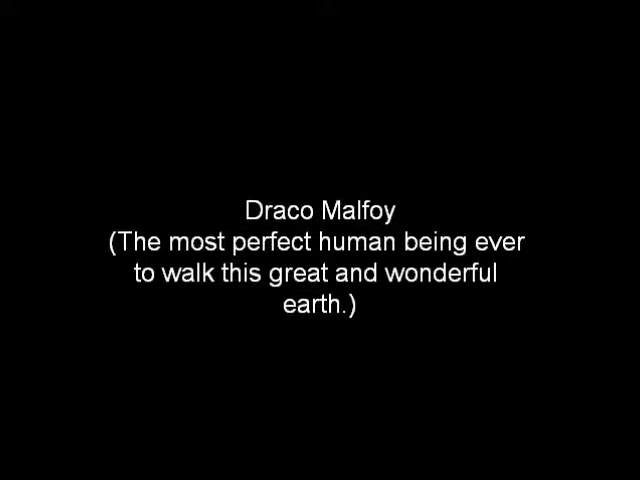 Draco Malfoy
(The most perfect human being ever
to walk this great and wonderful
earth.)